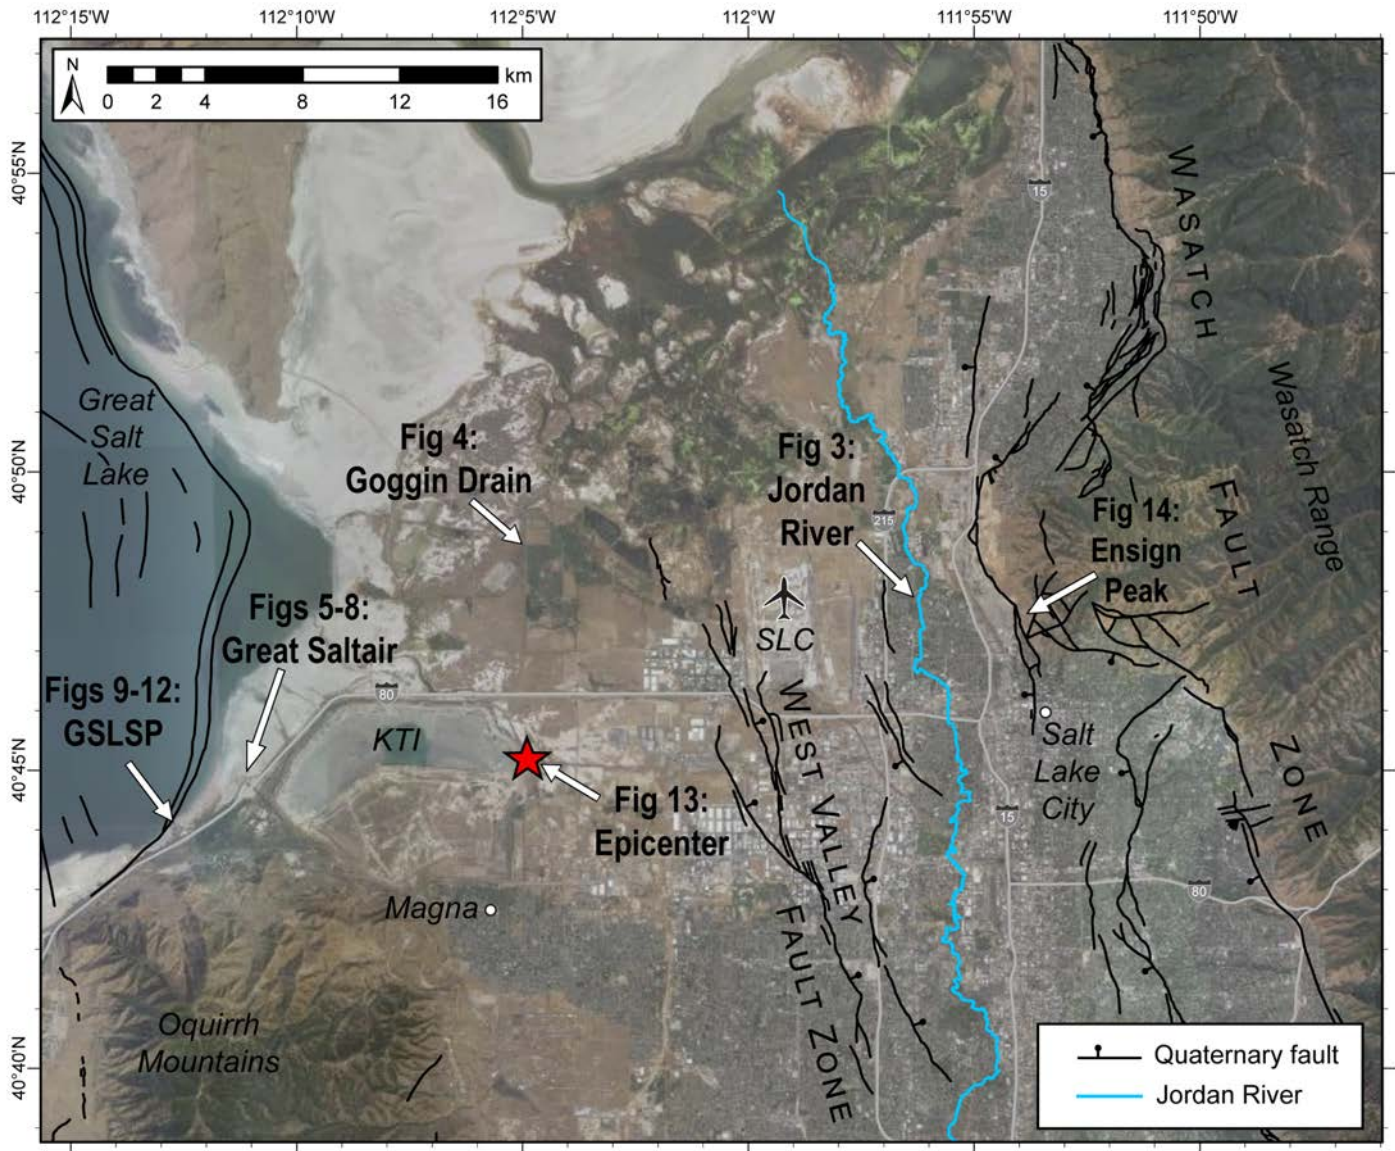 112°15'W 112°10'W 112°5'W 112°W 111°55'W 111°50'W
N
km
0 2 4 8 12 16
40°55'N
40°50'N
40°45'N
40°40'N
15
WASATCH
FAULT
ZONE
Wasatch Range
Great
Salt
Lake
Fig 4:
Goggin Drain
Fig 3:
Jordan
River
215
Fig 14:
Ensign
Peak
SLC
Figs 5-8:
Great Saltair
Figs 9-12:
GSLSP
80
KTI
WEST VALLEY
FAULT ZONE
Salt
Lake
City
Fig 13:
Epicenter
15
80
Magna
Oquirrh
Mountains
Quaternary fault
Jordan River